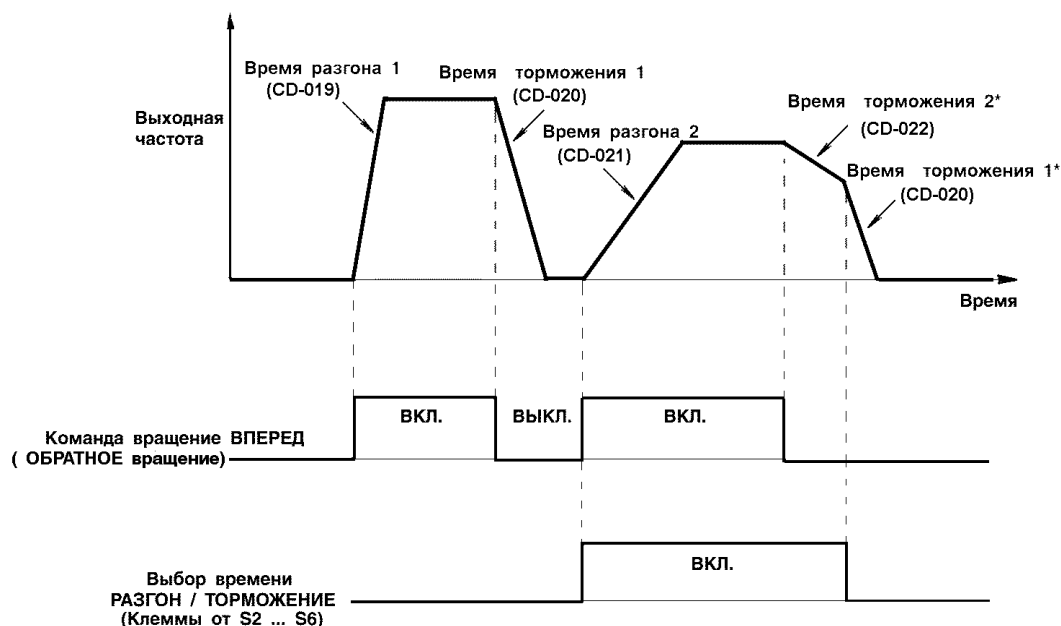 Время разгона 1
(CD-019)
Время торможения 1
(CD-020)
Выходная
частота
Время разгона 2
(CD-021)
Время торможения 2*
(CD-022)
Время торможения 1*
(CD-020)
Время
ВКЛ.
ВЫКЛ.
ВКЛ.
Команда вращение ВПЕРЕД
( ОБРАТНОЕ вращение)
ВКЛ.
Выбор времени
РАЗГОН / ТОРМОЖЕНИЕ
(Клеммы от S2 ... S6)